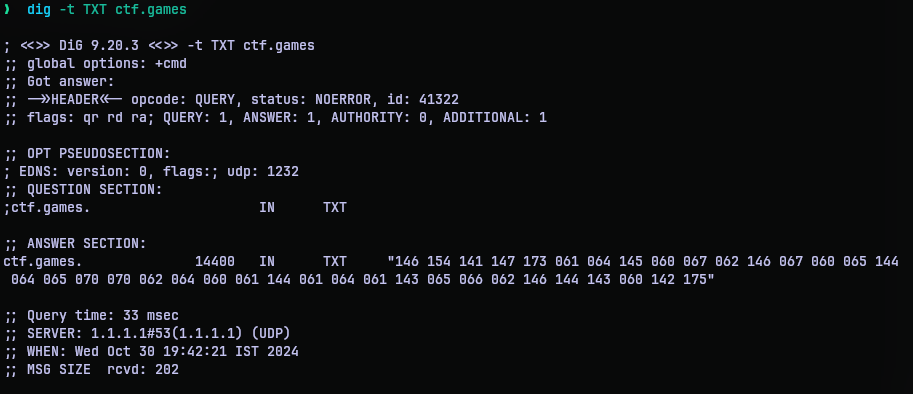 ❯ dig -t TXT ctf.games
; <<>> DiG 9.20.3 <<>> -t TXT ctf.games
;; global options: +cmd
;; Got answer:
;; ->>HEADER<<- opcode: QUERY, status: NOERROR, id: 41322
;; flags: qr rd ra; QUERY: 1, ANSWER: 1, AUTHORITY: 0, ADDITIONAL: 1
;; OPT PSEUDOSECTION:
; EDNS: version: 0, flags:; udp: 1232
;; QUESTION SECTION:
;ctf.games. IN TXT
;; ANSWER SECTION:
ctf.games. 14400 IN TXT "146 154 141 147 173 061 064 145 060 067 062 146 067 060 065 144
064 065 070 070 062 064 060 061 144 061 064 061 143 065 066 062 146 144 143 060 142 175"
;; Query time: 33 msec
;; SERVER: 1.1.1.1#53(1.1.1.1) (UDP)
;; WHEN: Wed Oct 30 19:42:21 IST 2024
;; MSG SIZE rcvd: 202